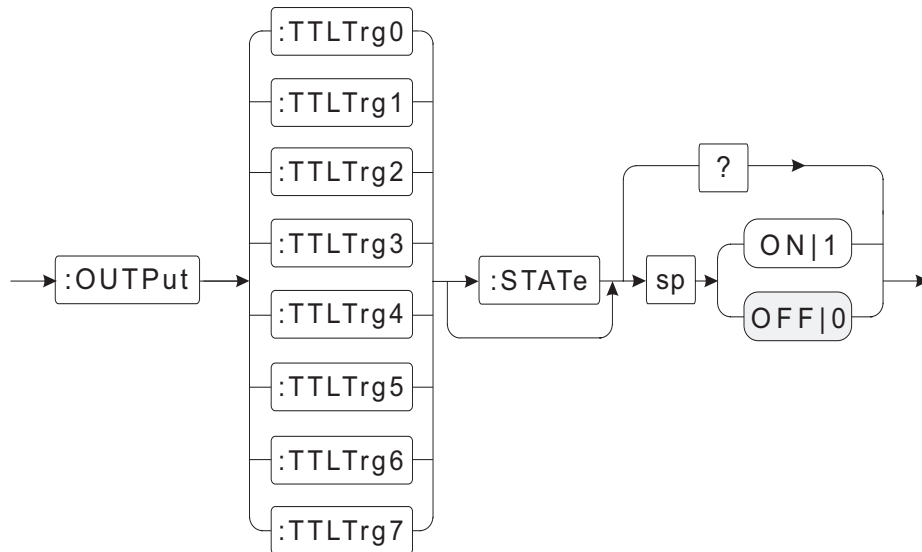 :TTLTrg0
:TTLTrg1
:TTLTrg2
?
:TTLTrg3
ON|1
:OUTPut
:STATe
sp
:TTLTrg4
OFF|0
:TTLTrg5
:TTLTrg6
:TTLTrg7